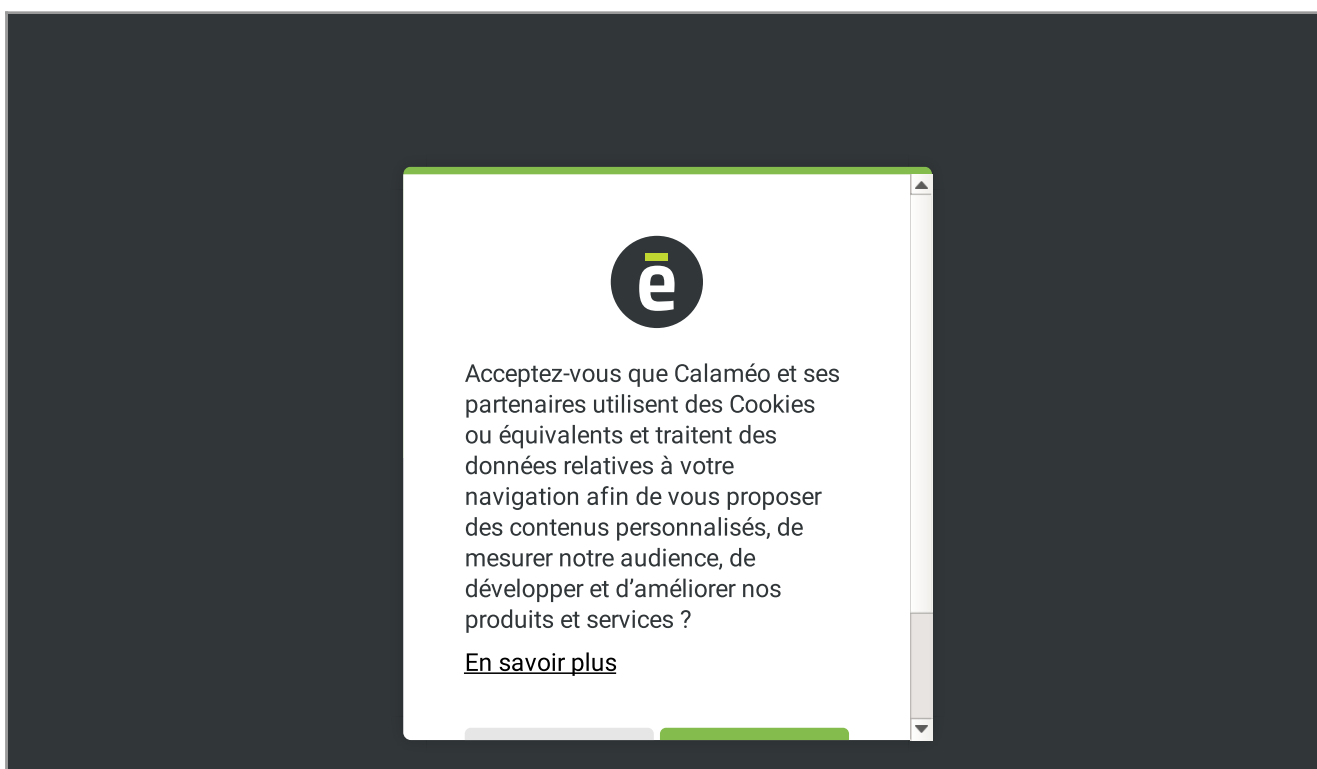 ē
Acceptez-vous que Calaméo et ses
partenaires utilisent des Cookies
ou équivalents et traitent des
données relatives à votre
navigation afin de vous proposer
des contenus personnalisés, de
mesurer notre audience, de
développer et d’améliorer nos
produits et services ?
En savoir plus